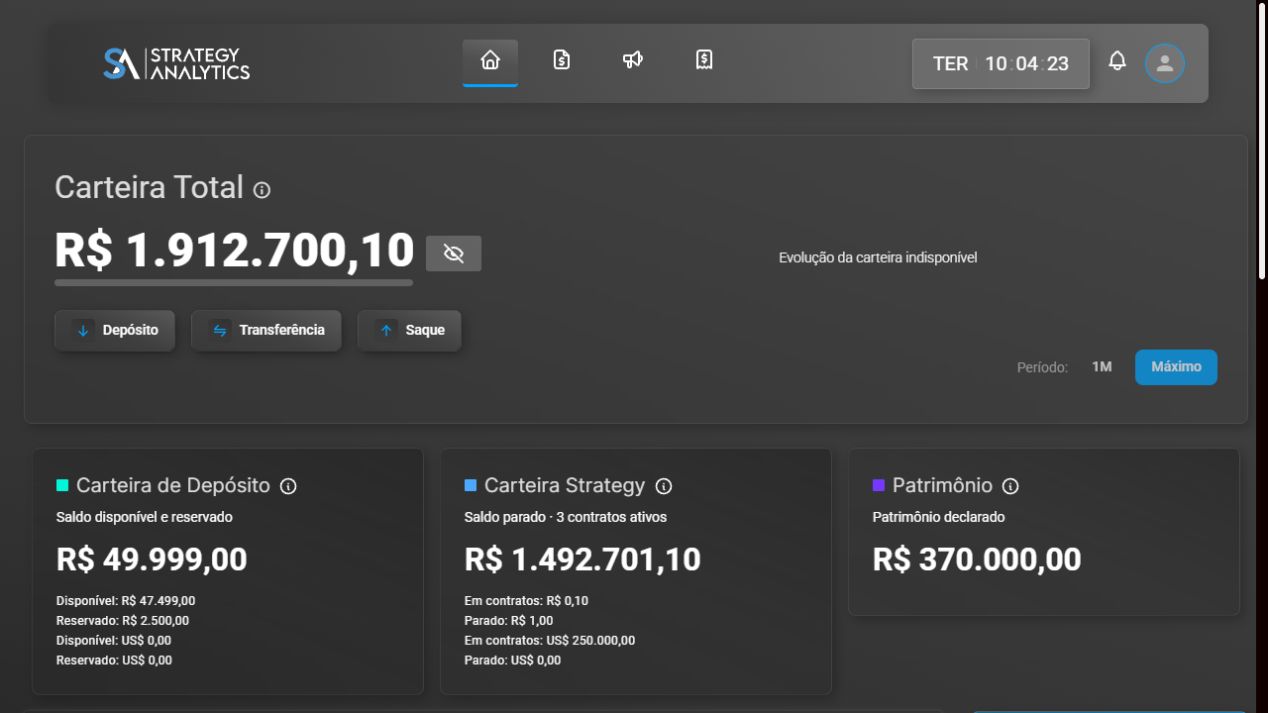 STRATEGY
ANALYTICS
TER 10:04:23
Carteira Total
R$ 1.912.700,10
Evolução da carteira indisponível
Depósito
Transferência
Saque
Período: 1M Máximo
Carteira de Depósito
Saldo disponível e reservado
R$ 49.999,00
Disponível: R$ 47.499,00
Reservado: R$ 2.500,00
Disponível: US$ 0,00
Reservado: US$ 0,00
Carteira Strategy
Saldo parado · 3 contratos ativos
R$ 1.492.701,10
Em contratos: R$ 0,10
Parado: R$ 1,00
Em contratos: US$ 250.000,00
Parado: US$ 0,00
Patrimônio
Patrimônio declarado
R$ 370.000,00